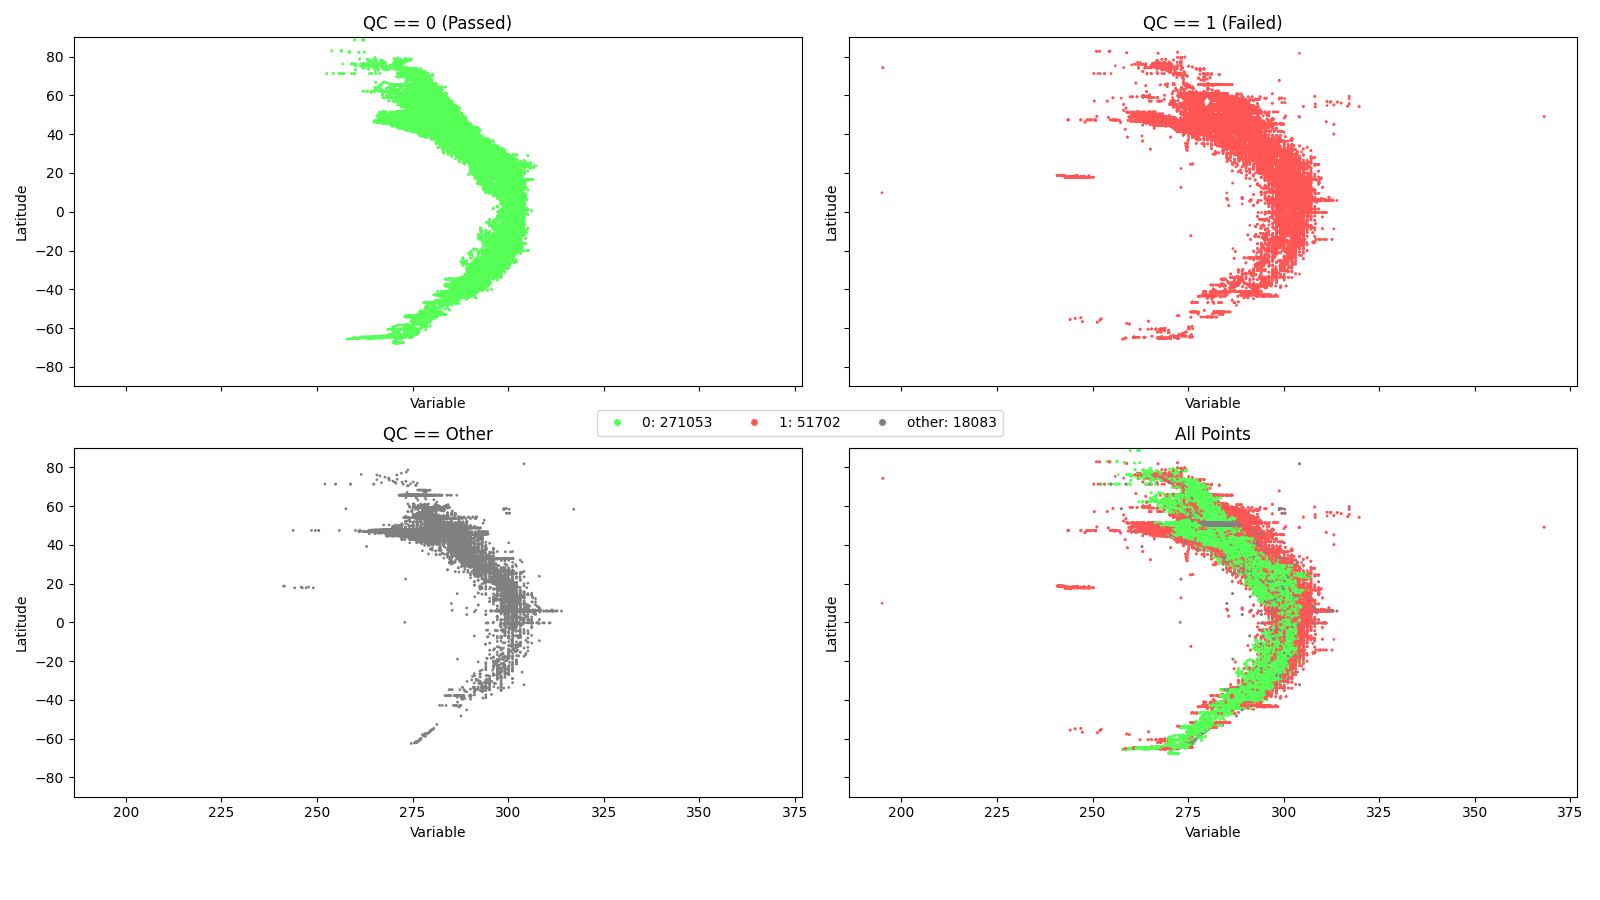 QC == 0 (Passed)
QC == 1 (Failed)
80
60
40
20
0
−20
−40
−60
−80
Latitude
Latitude
Variable
Variable
0: 271053 1: 51702 other: 18083
QC == Other
All Points
80
60
40
20
0
−20
−40
−60
−80
Latitude
Latitude
200 225 250 275 300 325 350 375
200 225 250 275 300 325 350 375
Variable
Variable